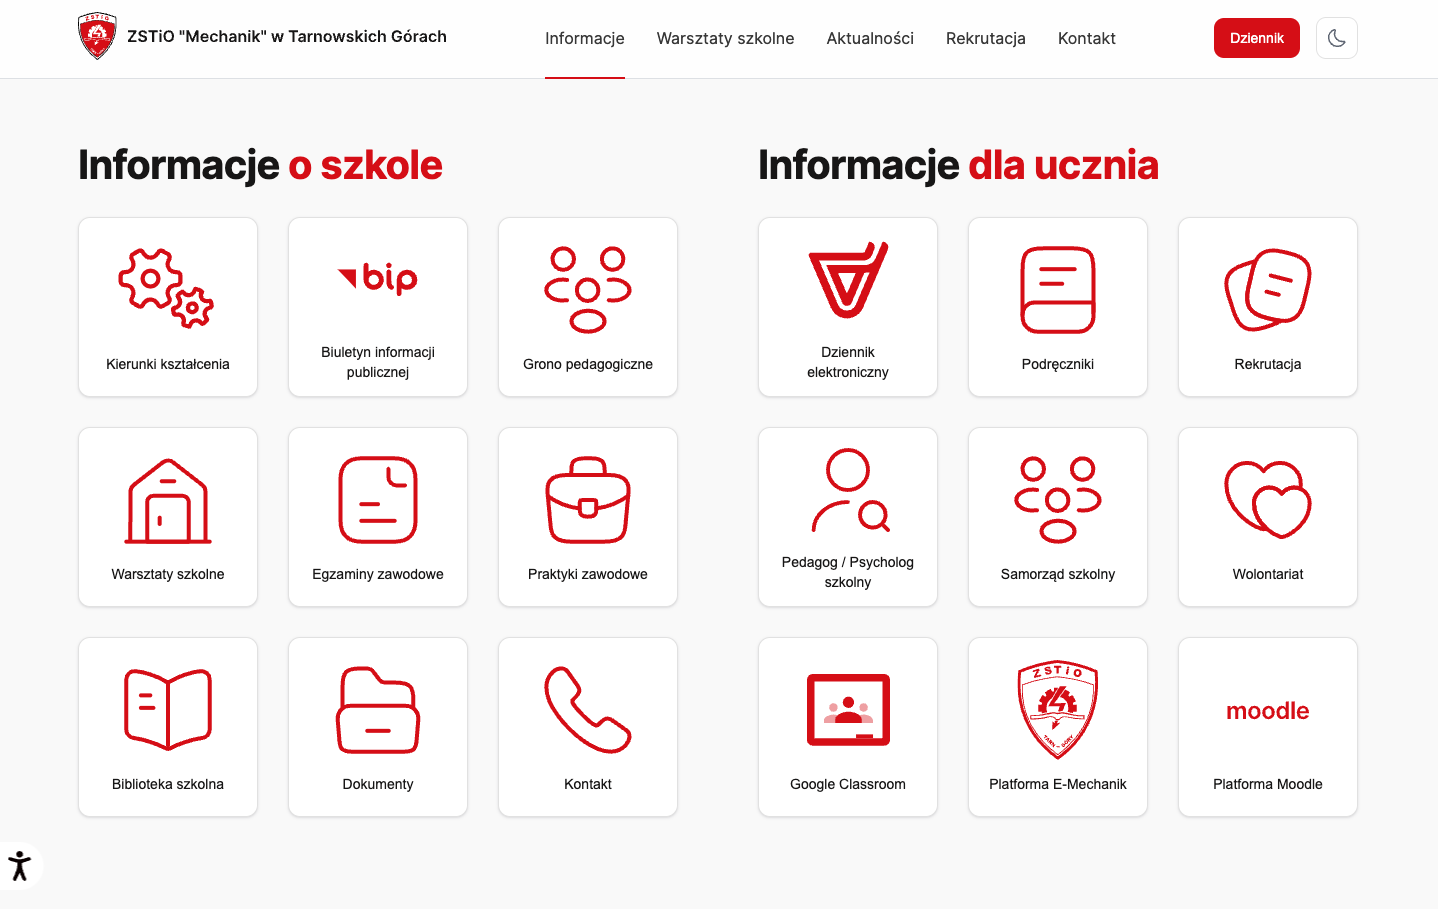 ZSTiO "Mechanik" w Tarnowskich Górach
Informacje
Warsztaty szkolne
Aktualności
Rekrutacja
Kontakt
Dziennik
Informacje o szkole
Kierunki kształcenia
bip
Biuletyn informacji
publicznej
Grono pedagogiczne
Warsztaty szkolne
Egzaminy zawodowe
Praktyki zawodowe
Biblioteka szkolna
Dokumenty
Kontakt
Informacje dla ucznia
Dziennik
elektroniczny
Podręczniki
Rekrutacja
Pedagog / Psycholog
szkolny
Samorząd szkolny
Wolontariat
Google Classroom
ZSTiO
TARN – GÓRY
Platforma E-Mechanik
moodle
Platforma Moodle